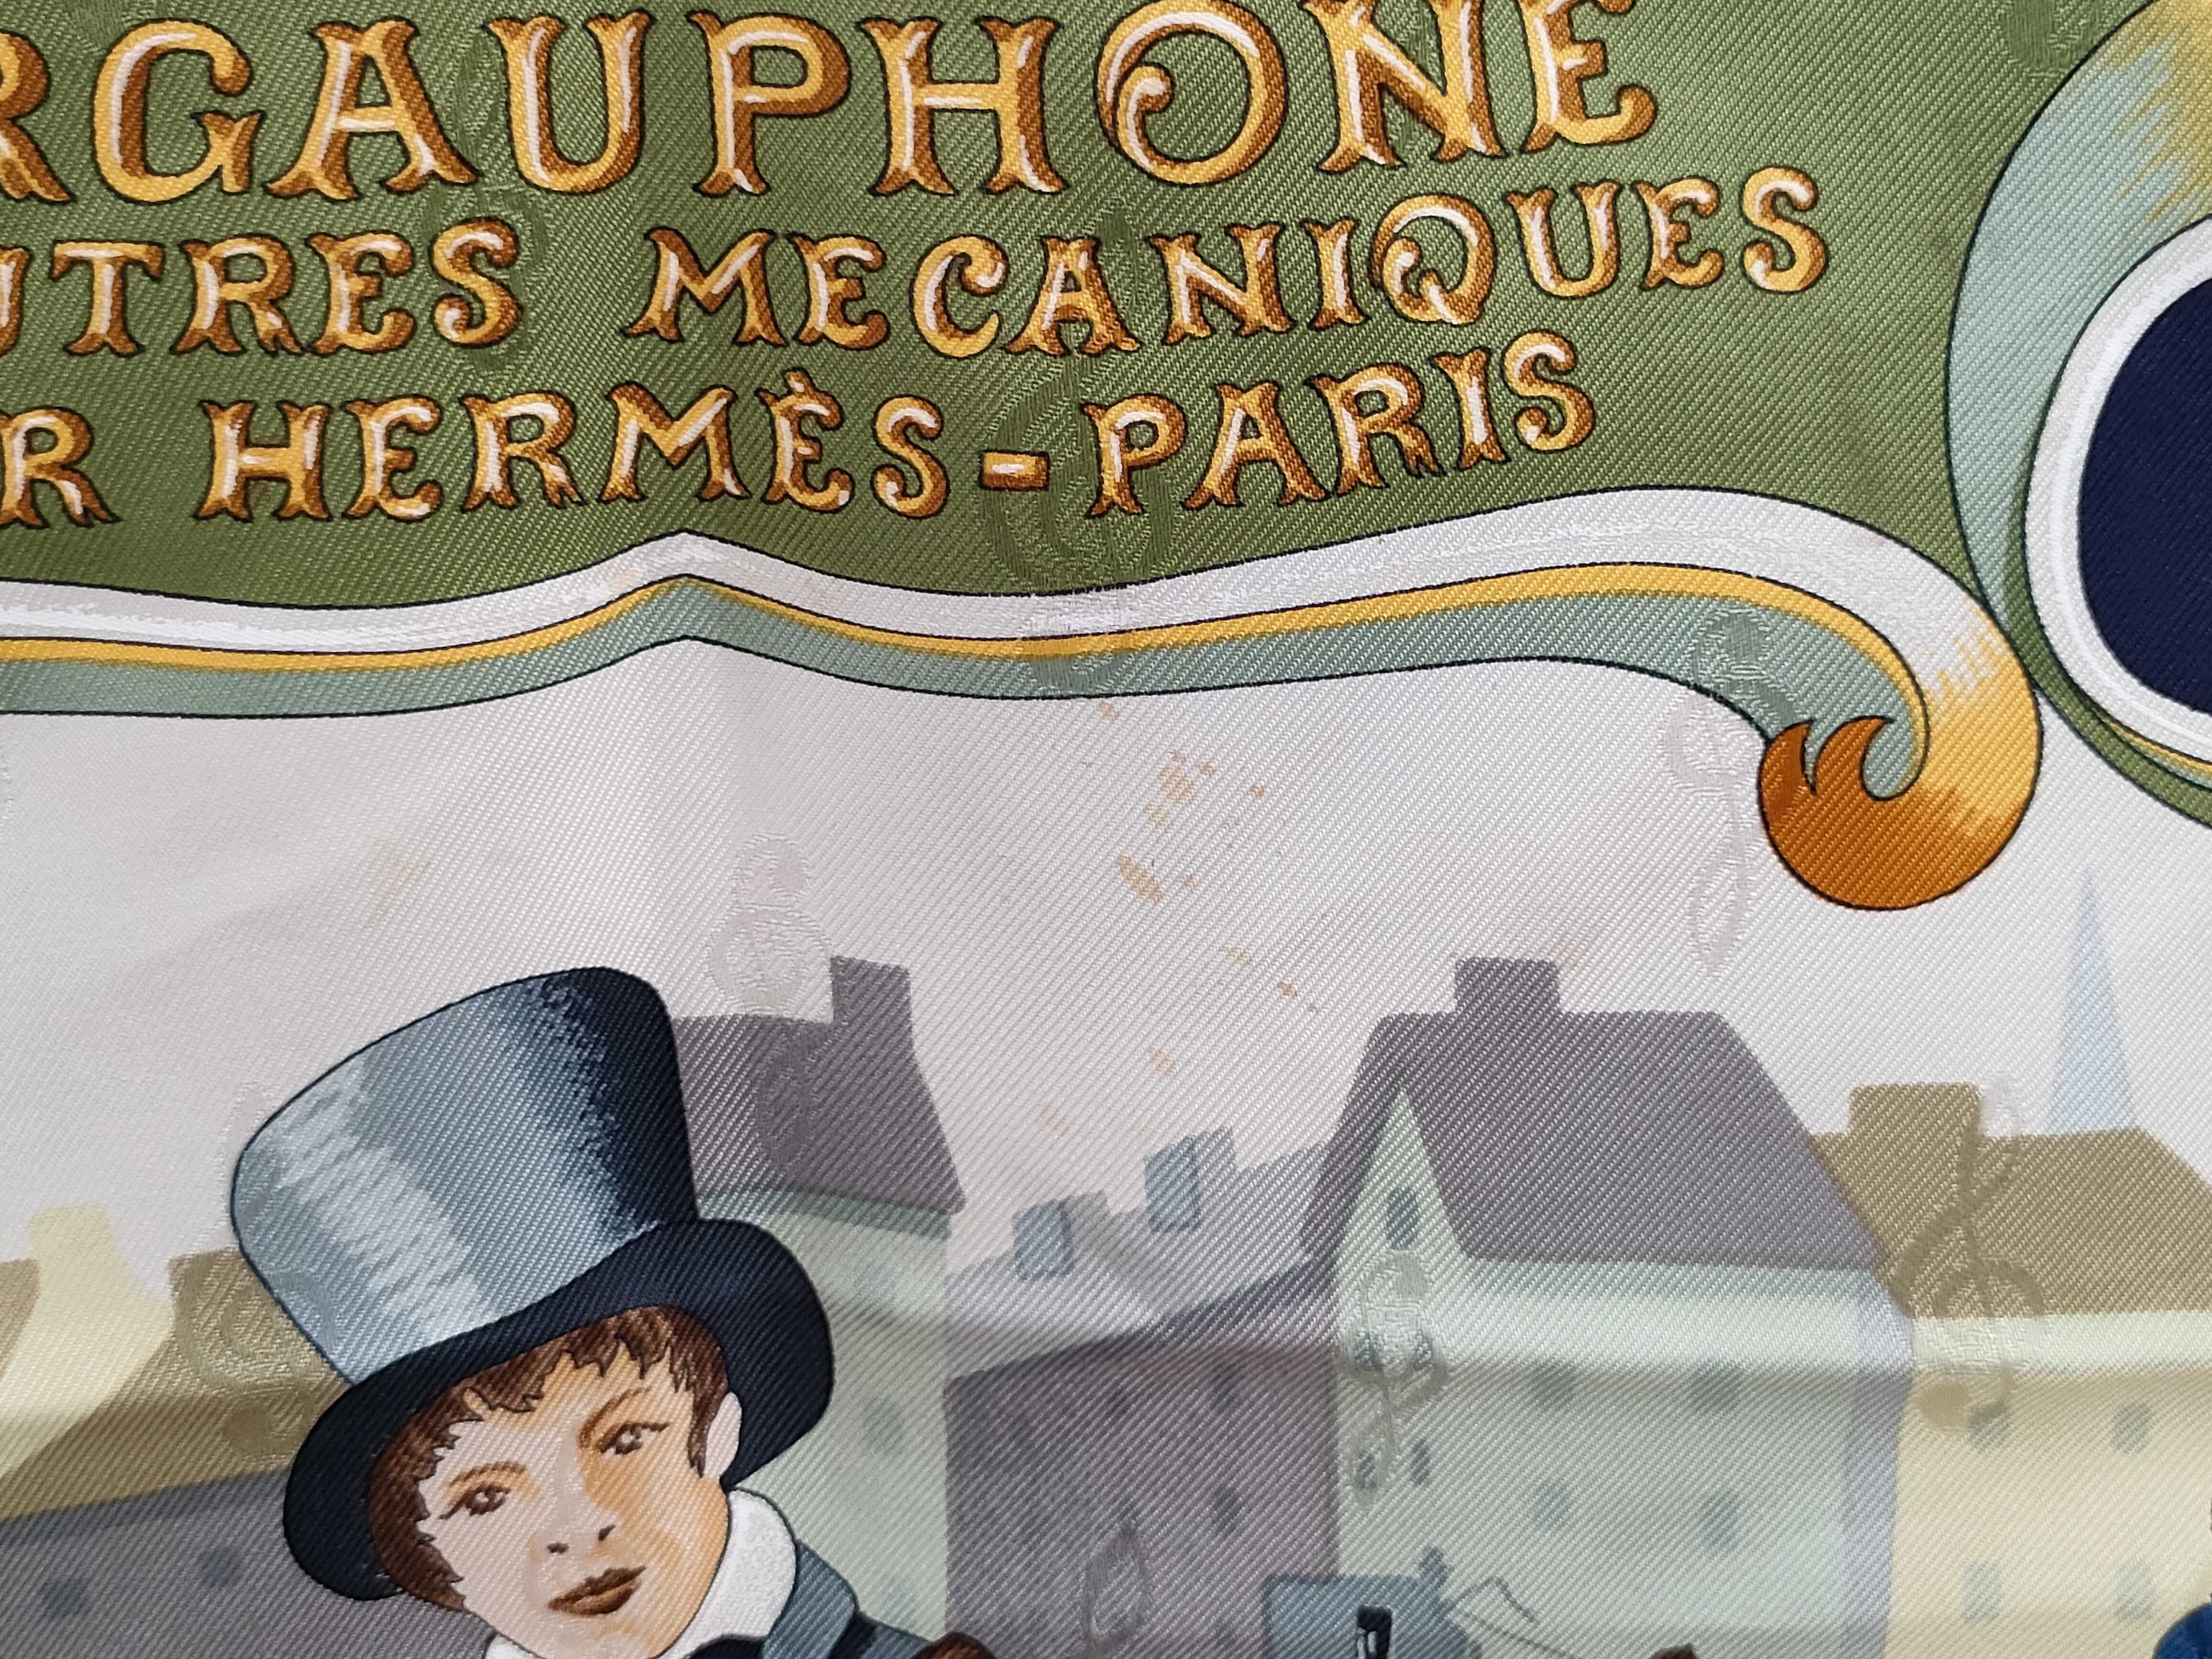 RGAUPHONE
UTRES MECANIQUES
R HERMÈS-PARIS